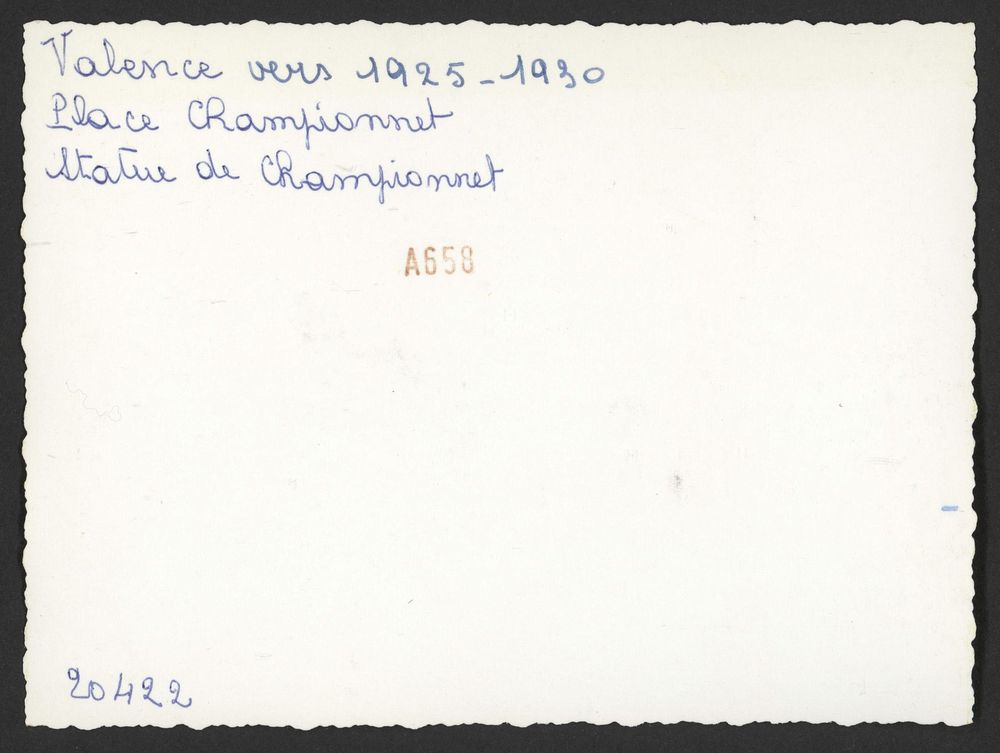 Valence vers 1925-1930
Place Championnet
Statue de Championnet
A658
20422